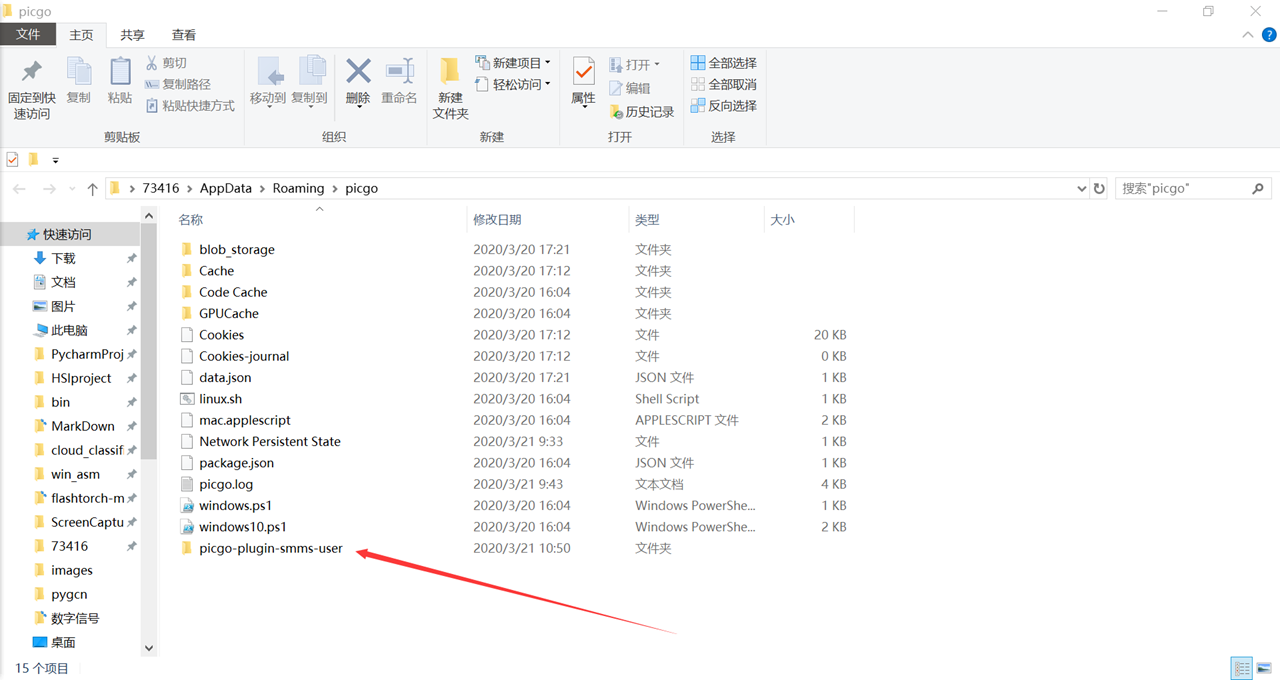 picgo
文件 主页 共享 查看
固定到快速访问
复制
粘贴
剪切
复制路径
粘贴快捷方式
剪贴板
移动到 复制到 删除 重命名
组织
新建文件夹
新建项目
轻松访问
新建
属性
打开
编辑
历史记录
打开
全部选择
全部取消
反向选择
选择
73416 > AppData > Roaming > picgo
搜索"picgo"
快速访问
下载
文档
图片
此电脑
PycharmProj
HSIproject
bin
MarkDown
cloud_classif
win_asm
flashtorch-m
ScreenCaptu
73416
images
pygcn
数字信号
桌面
名称 修改日期 类型 大小
blob_storage 2020/3/20 17:21 文件夹
Cache 2020/3/20 17:12 文件夹
Code Cache 2020/3/20 16:04 文件夹
GPUCache 2020/3/20 16:04 文件夹
Cookies 2020/3/20 17:12 文件 20 KB
Cookies-journal 2020/3/20 17:12 文件 0 KB
data.json 2020/3/20 17:21 JSON 文件 1 KB
linux.sh 2020/3/20 16:04 Shell Script 1 KB
mac.applescript 2020/3/20 16:04 APPLESCRIPT 文件 2 KB
Network Persistent State 2020/3/21 9:33 文件 1 KB
package.json 2020/3/20 16:04 JSON 文件 1 KB
picgo.log 2020/3/21 9:43 文本文档 4 KB
windows.ps1 2020/3/20 16:04 Windows PowerShe... 1 KB
windows10.ps1 2020/3/20 16:04 Windows PowerShe... 2 KB
picgo-plugin-smms-user 2020/3/21 10:50 文件夹
15 个项目